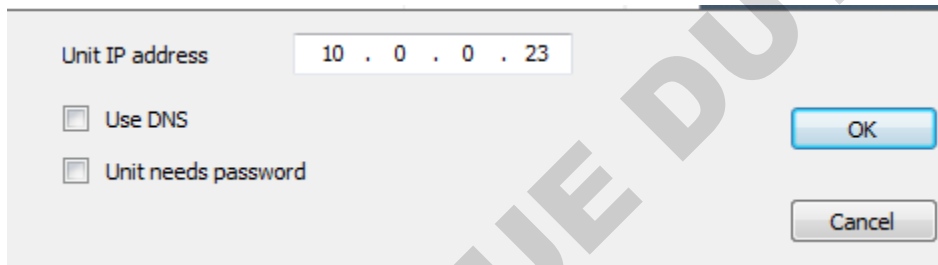 Unit IP address 10 . 0 . 0 . 23
Use DNS
OK
Unit needs password
Cancel